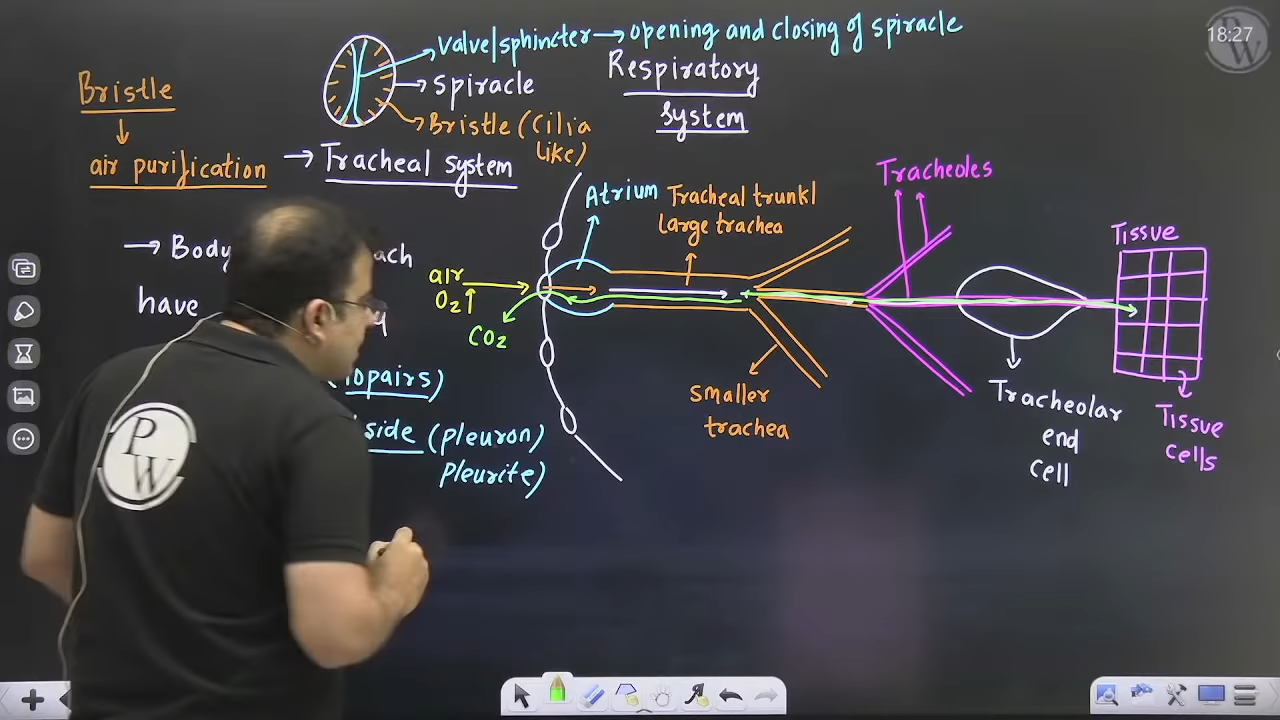 18:27
valve/sphincter → opening and closing of spiracle
Bristle
spiracle
Respiratory
system
Bristle (Cilia
like)
↓
air purification
→ Tracheal system
Atrium
Tracheal trunk/
large trachea
Tracheoles
Tissue
→ Body
ach
have
air
O2
CO2
(10pairs)
side (pleuron)
pleurite)
smaller
trachea
Tracheolar
end
cell
Tissue
cells
PW